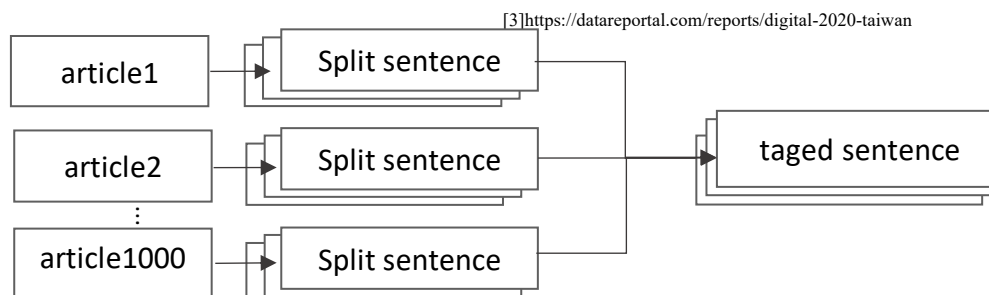 [3]https://datareportal.com/reports/digital-2020-taiwan
article1
Split sentence
article2
Split sentence
taged sentence
⋮
article1000
Split sentence